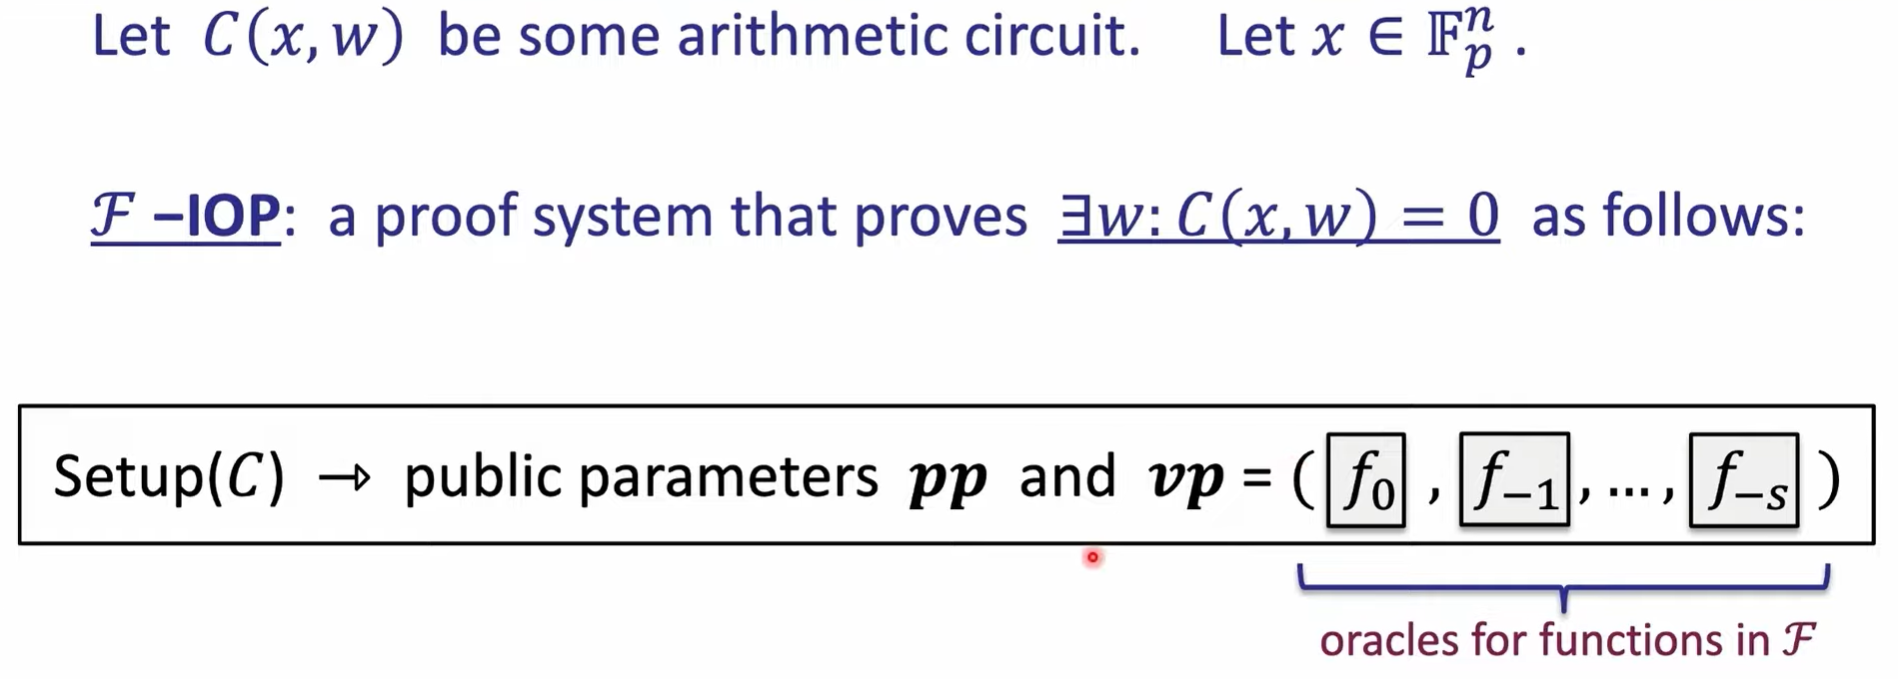 Let C(x, w) be some arithmetic circuit. Let x ∈ 𝔽ₚⁿ .
ℱ –IOP: a proof system that proves ∃w: C(x, w) = 0 as follows:
Setup(C) → public parameters pp and vp = ( f₀ , f₋₁ , … , f₋ₛ )
oracles for functions in ℱ